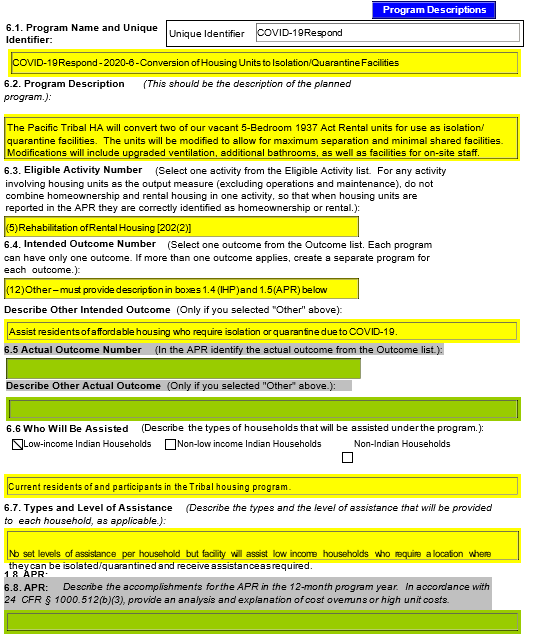 Program Descriptions
6.1. Program Name and Unique Identifier:
Unique Identifier
COVID-19Respond
COVID-19Respond - 2020-6 - Conversion of Housing Units to Isolation/Quarantine Facilities
6.2. Program Description (This should be the description of the planned
program.):
The Pacific Tribal HA will convert two of our vacant 5-Bedroom 1937 Act Rental units for use as isolation/
quarantine facilities. The units will be modified to allow for maximum separation and minimal shared facilities.
Modifications will include upgraded ventilation, additional bathrooms, as well as facilities for on-site staff.
6.3. Eligible Activity Number (Select one activity from the Eligible Activity list. For any activity
involving housing units as the output measure (excluding operations and maintenance), do not
combine homeownership and rental housing in one activity, so that when housing units are
reported in the APR they are correctly identified as homeownership or rental.):
(5) Rehabilitation of Rental Housing [202(2)]
6.4. Intended Outcome Number (Select one outcome from the Outcome list. Each program
can have only one outcome. If more than one outcome applies, create a separate program for
each outcome.):
(12) Other – must provide description in boxes 1.4 (IHP) and 1.5 (APR) below
Describe Other Intended Outcome (Only if you selected "Other" above):
Assist residents of affordable housing who require isolation or quarantine due to COVID-19.
6.5 Actual Outcome Number (In the APR identify the actual outcome from the Outcome list.):
Describe Other Actual Outcome (Only if you selected "Other" above.):
6.6 Who Will Be Assisted (Describe the types of households that will be assisted under the program.):
Low-income Indian Households Non-low income Indian Households Non-Indian Households
Current residents of and participants in the Tribal housing program.
6.7. Types and Level of Assistance (Describe the types and the level of assistance that will be provided
to each household, as applicable.):
No set levels of assistance per household but facility will assist low income households who require a location where
they can be isolated/quarantined and receive assistance as required.
1.8 APR:
6.8. APR: Describe the accomplishments for the APR in the 12-month program year. In accordance with
24 CFR § 1000.512(b)(3), provide an analysis and explanation of cost overruns or high unit costs.